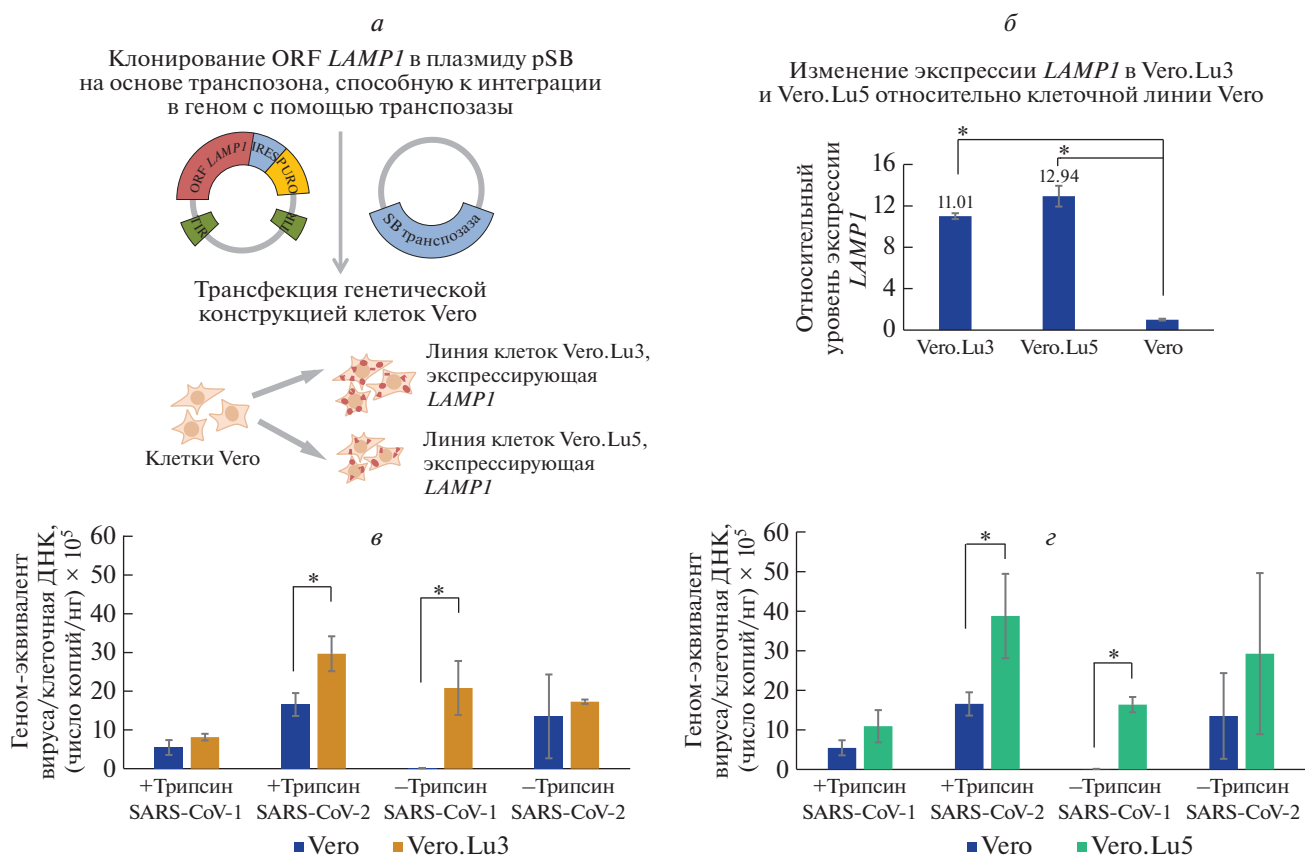 а
Клонирование ORF LAMP1 в плазмиду pSB
на основе транспозона, способную к интеграции
в геном с помощью транспозазы
ORF LAMP1
IRES
PURO
TIR
TIR
SB транспозаза
Трансфекция генетической
конструкцией клеток Vero
Клетки Vero
Линия клеток Vero.Lu3,
экспрессирующая
LAMP1
Линия клеток Vero.Lu5,
экспрессирующая
LAMP1
б
Изменение экспрессии LAMP1 в Vero.Lu3
и Vero.Lu5 относительно клеточной линии Vero
Относительный
уровень экспрессии
LAMP1
16
12
8
4
0
*
*
11.01
12.94
Vero.Lu3 Vero.Lu5 Vero
в
Геном-эквивалент
вируса/клеточная ДНК,
(число копий/нг) × 10⁵
60
50
40
30
20
10
0
*
*
+Трипсин +Трипсин –Трипсин –Трипсин
SARS-CoV-1 SARS-CoV-2 SARS-CoV-1 SARS-CoV-2
Vero Vero.Lu3
г
Геном-эквивалент
вируса/клеточная ДНК,
(число копий/нг) × 10⁵
60
50
40
30
20
10
0
*
*
+Трипсин +Трипсин –Трипсин –Трипсин
SARS-CoV-1 SARS-CoV-2 SARS-CoV-1 SARS-CoV-2
Vero Vero.Lu5